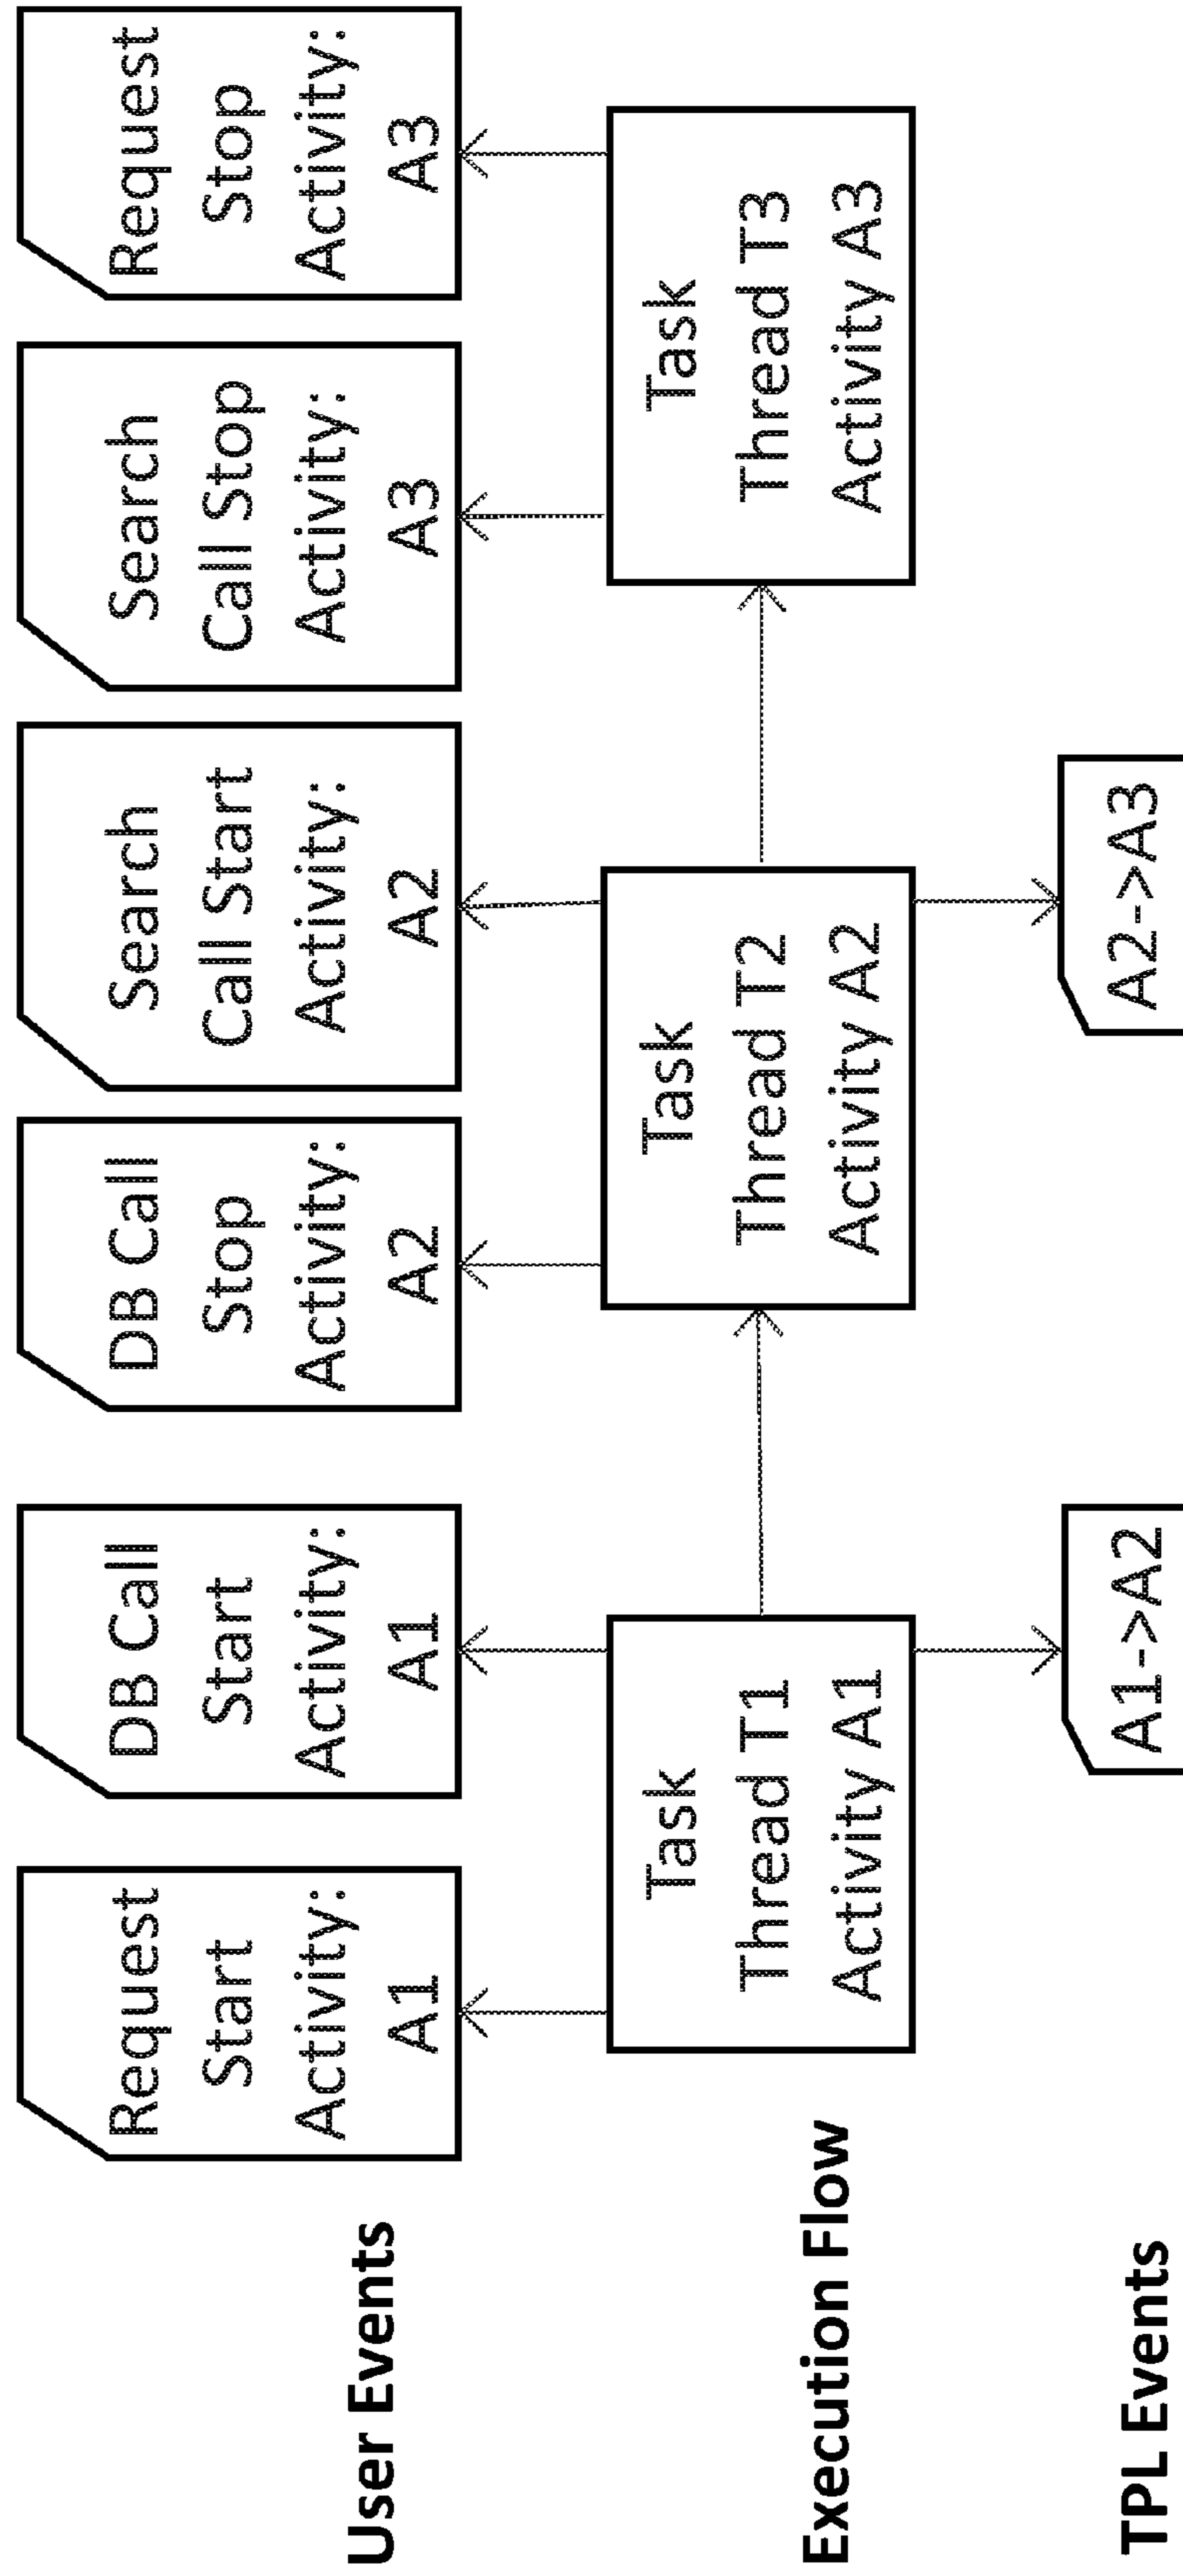 User Events
Request
Start
Activity:
A1
DB Call
Start
Activity:
A1
DB Call
Stop
Activity:
A2
Search
Call Start
Activity:
A2
Search
Call Stop
Activity:
A3
Request
Stop
Activity:
A3
Execution Flow
Task
Thread T1
Activity A1
Task
Thread T2
Activity A2
Task
Thread T3
Activity A3
TPL Events
A1->A2
A2->A3